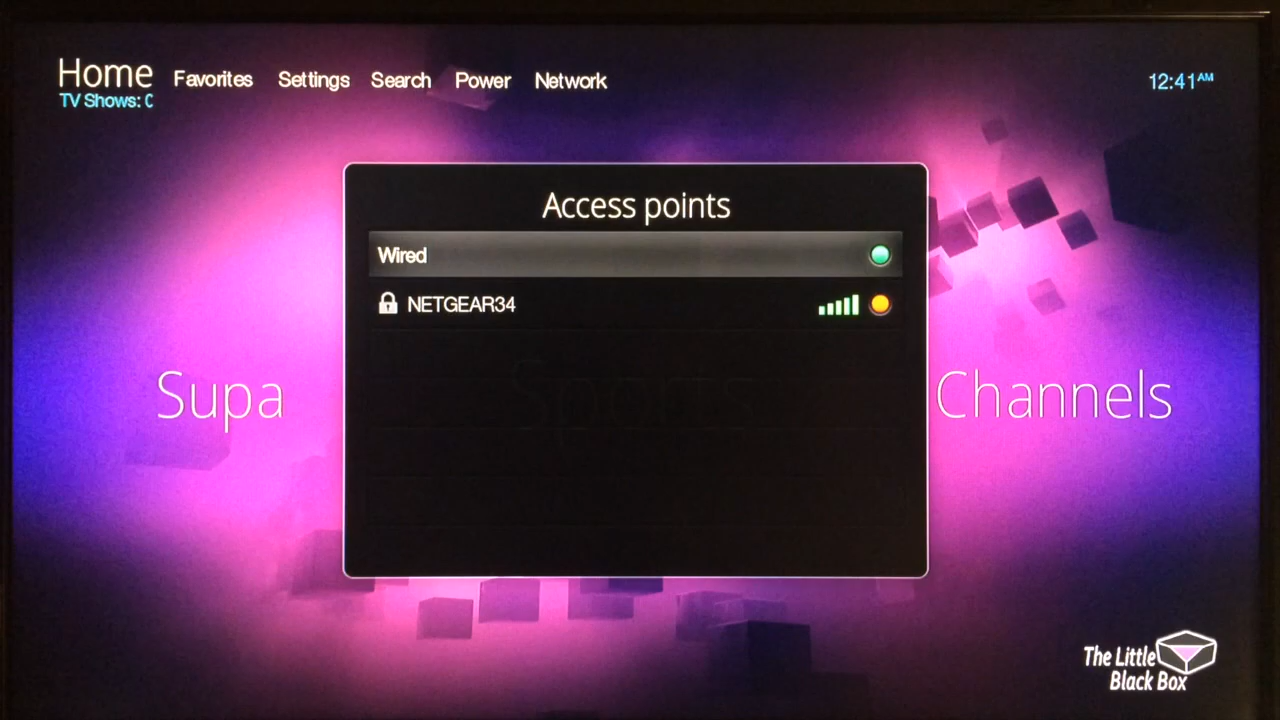 Home Favorites Settings Search Power Network 12:41AM
TV Shows: C
Access points
Wired
NETGEAR34
Supa Channels
The Little
Black Box